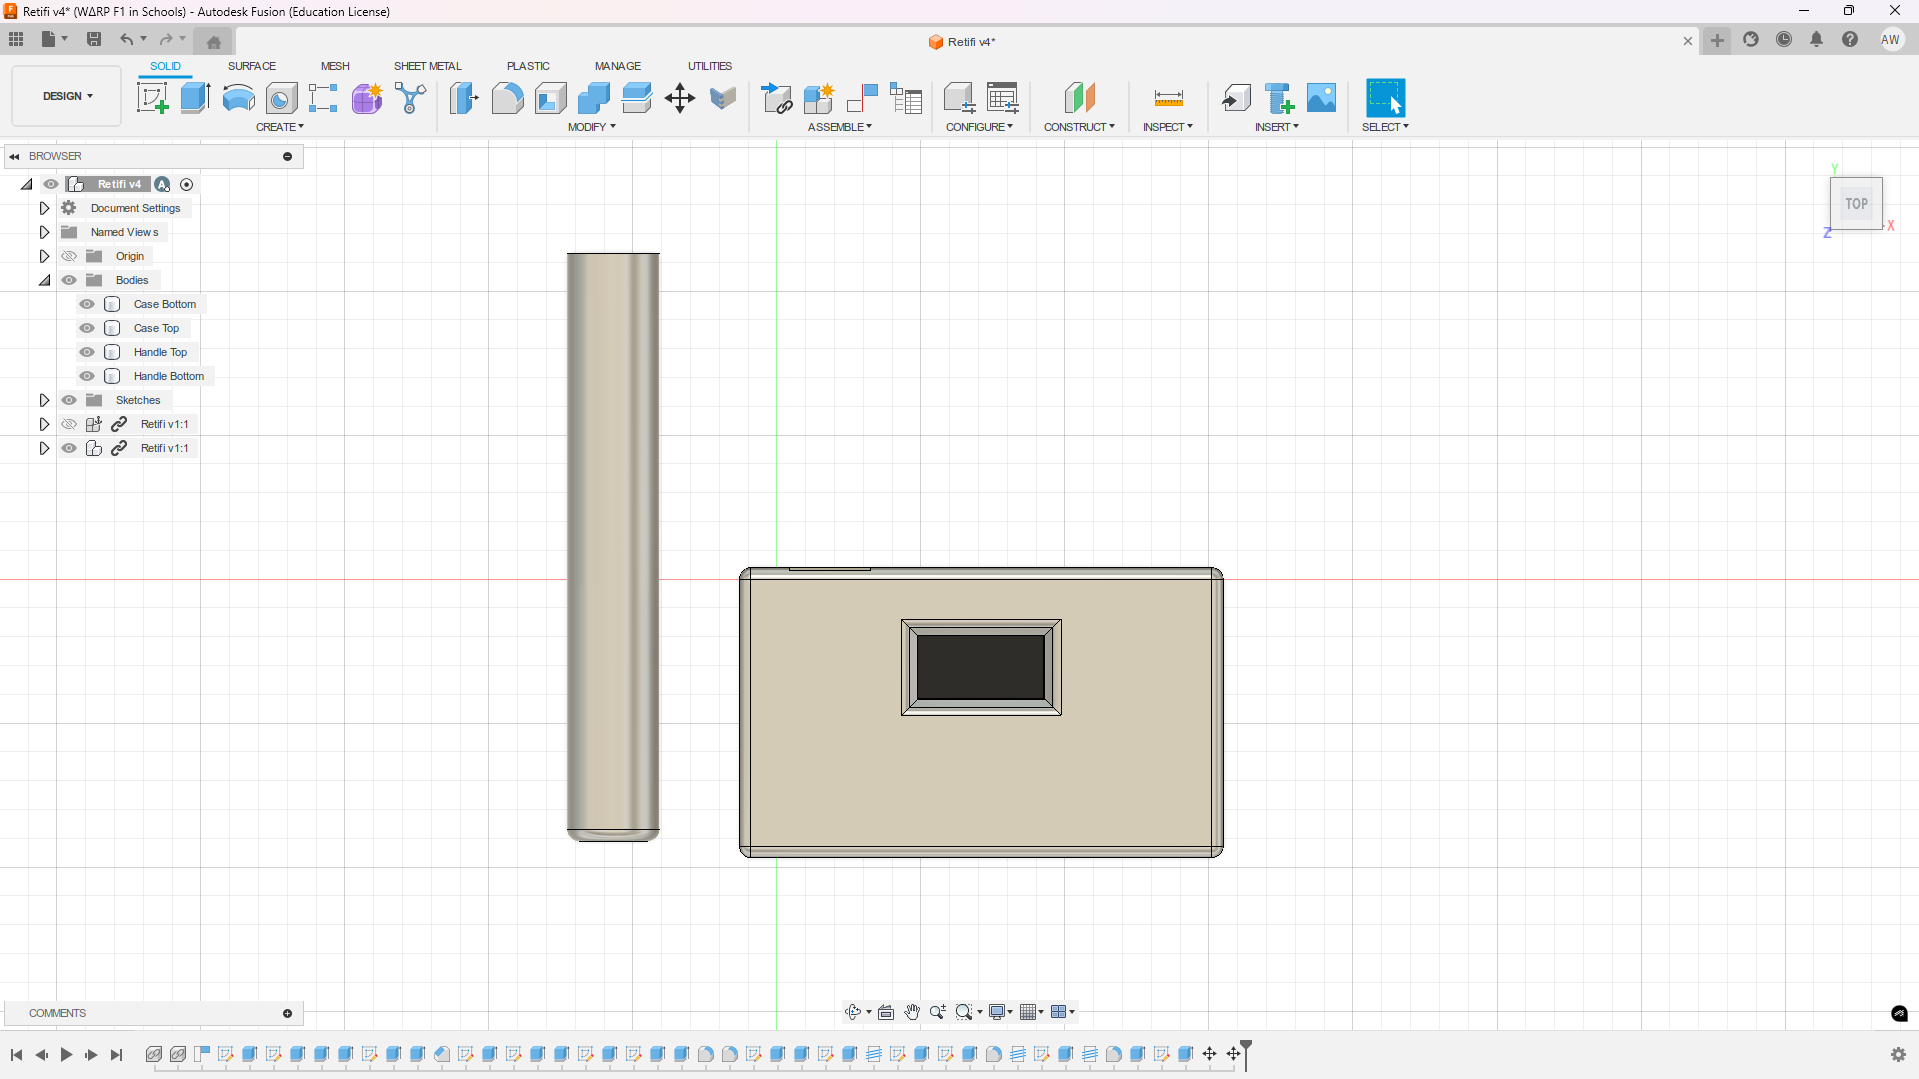 Retifi v4* (WΔRP F1 in Schools) - Autodesk Fusion (Education License)
Retifi v4*
AW
DESIGN
SOLID SURFACE MESH SHEET METAL PLASTIC MANAGE UTILITIES
CREATE MODIFY ASSEMBLE CONFIGURE CONSTRUCT INSPECT INSERT SELECT
BROWSER
Retifi v4
Document Settings
Named Views
Origin
Bodies
Case Bottom
Case Top
Handle Top
Handle Bottom
Sketches
Retifi v1:1
Retifi v1:1
Y
TOP
X
Z
COMMENTS